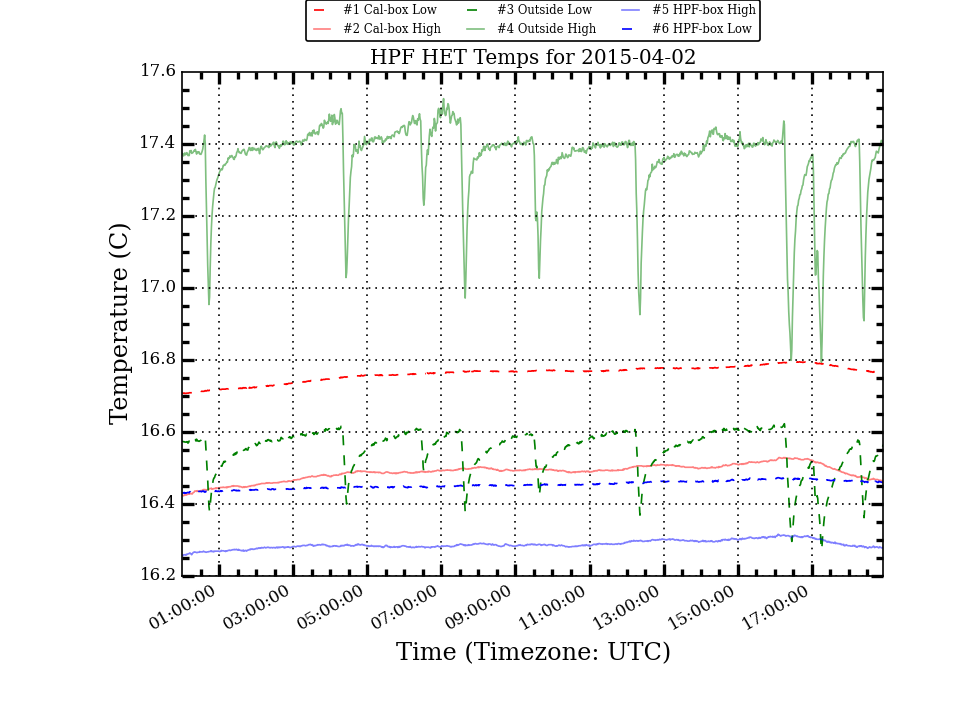 #1 Cal-box Low #3 Outside Low #5 HPF-box High
#2 Cal-box High #4 Outside High #6 HPF-box Low
HPF HET Temps for 2015-04-02
17.6
17.4
17.2
17.0
16.8
16.6
16.4
16.2
Temperature (C)
01:00:00 03:00:00 05:00:00 07:00:00 09:00:00 11:00:00 13:00:00 15:00:00 17:00:00
Time (Timezone: UTC)